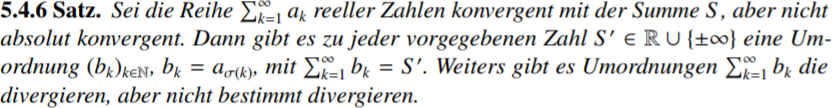 5.4.6 Satz. Sei die Reihe $\sum_{k=1}^{\infty} a_k$ reeller Zahlen konvergent mit der Summe $S$, aber nicht
absolut konvergent. Dann gibt es zu jeder vorgegebenen Zahl $S' \in \mathbb{R} \cup \{\pm\infty\}$ eine Um-
ordnung $(b_k)_{k\in\mathbb{N}}$, $b_k = a_{\sigma(k)}$, mit $\sum_{k=1}^{\infty} b_k = S'$. Weiters gibt es Umordnungen $\sum_{k=1}^{\infty} b_k$ die
divergieren, aber nicht bestimmt divergieren.